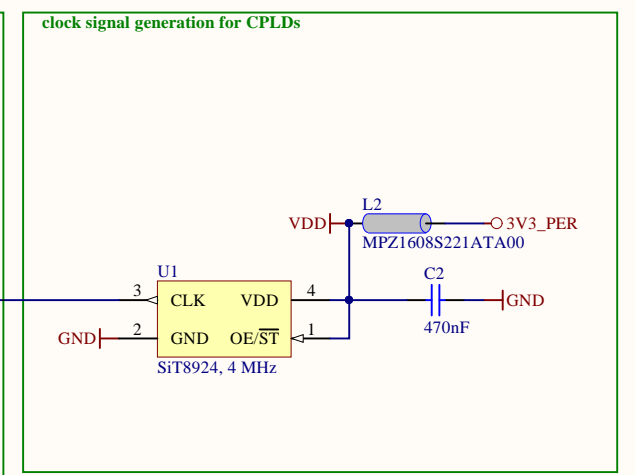 clock signal generation for CPLDs
L2
VDD
3V3_PER
MPZ1608S221ATA00
U1
C2
3
CLK
VDD
4
GND
470nF
GND
2
GND
OE/ST
1
SiT8924, 4 MHz